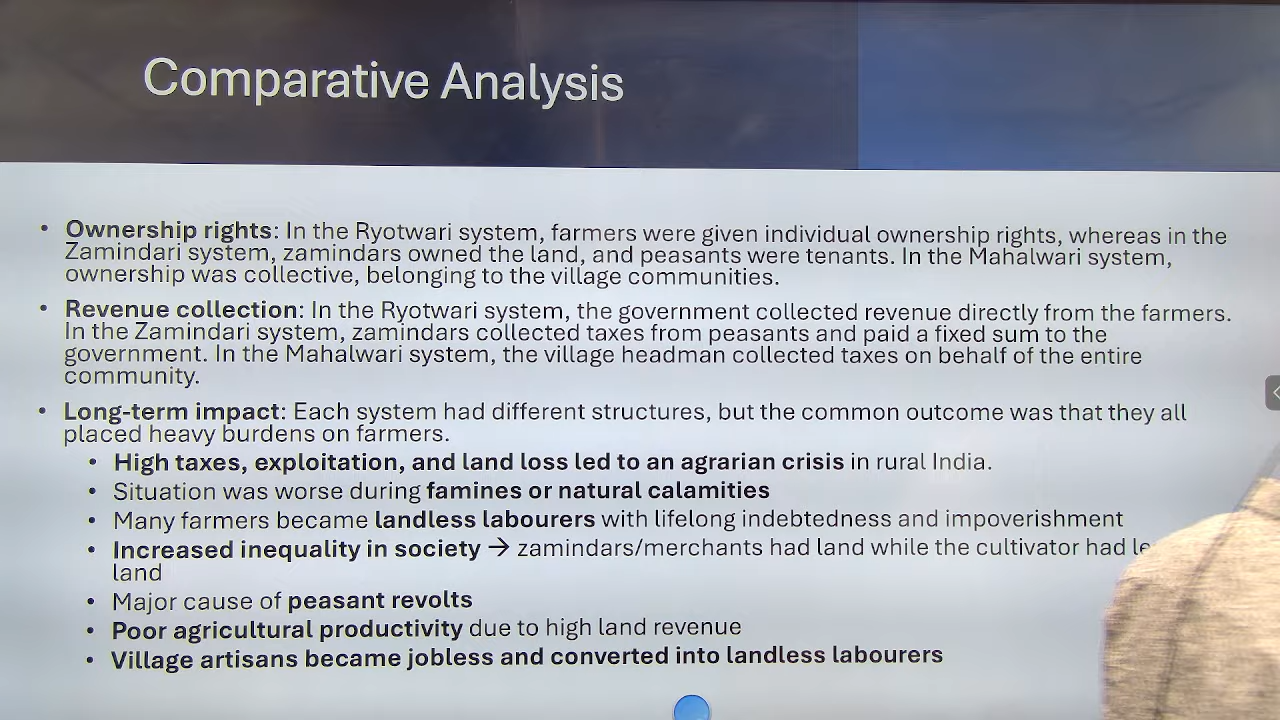 Comparative Analysis
• Ownership rights: In the Ryotwari system, farmers were given individual ownership rights, whereas in the
Zamindari system, zamindars owned the land, and peasants were tenants. In the Mahalwari system,
ownership was collective, belonging to the village communities.
• Revenue collection: In the Ryotwari system, the government collected revenue directly from the farmers.
In the Zamindari system, zamindars collected taxes from peasants and paid a fixed sum to the
government. In the Mahalwari system, the village headman collected taxes on behalf of the entire
community.
• Long-term impact: Each system had different structures, but the common outcome was that they all
placed heavy burdens on farmers.
• High taxes, exploitation, and land loss led to an agrarian crisis in rural India.
• Situation was worse during famines or natural calamities
• Many farmers became landless labourers with lifelong indebtedness and impoverishment
• Increased inequality in society → zamindars/merchants had land while the cultivator had
land
• Major cause of peasant revolts
• Poor agricultural productivity due to high land revenue
• Village artisans became jobless and converted into landless labourers